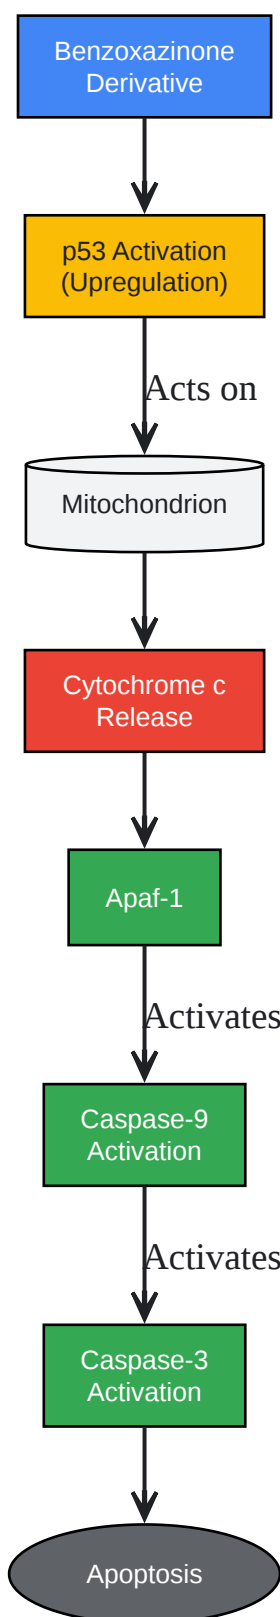 Benzoxazinone
Derivative
p53 Activation
(Upregulation)
Acts on
Mitochondrion
Cytochrome c
Release
Apaf-1
Activates
Caspase-9
Activation
Activates
Caspase-3
Activation
Apoptosis